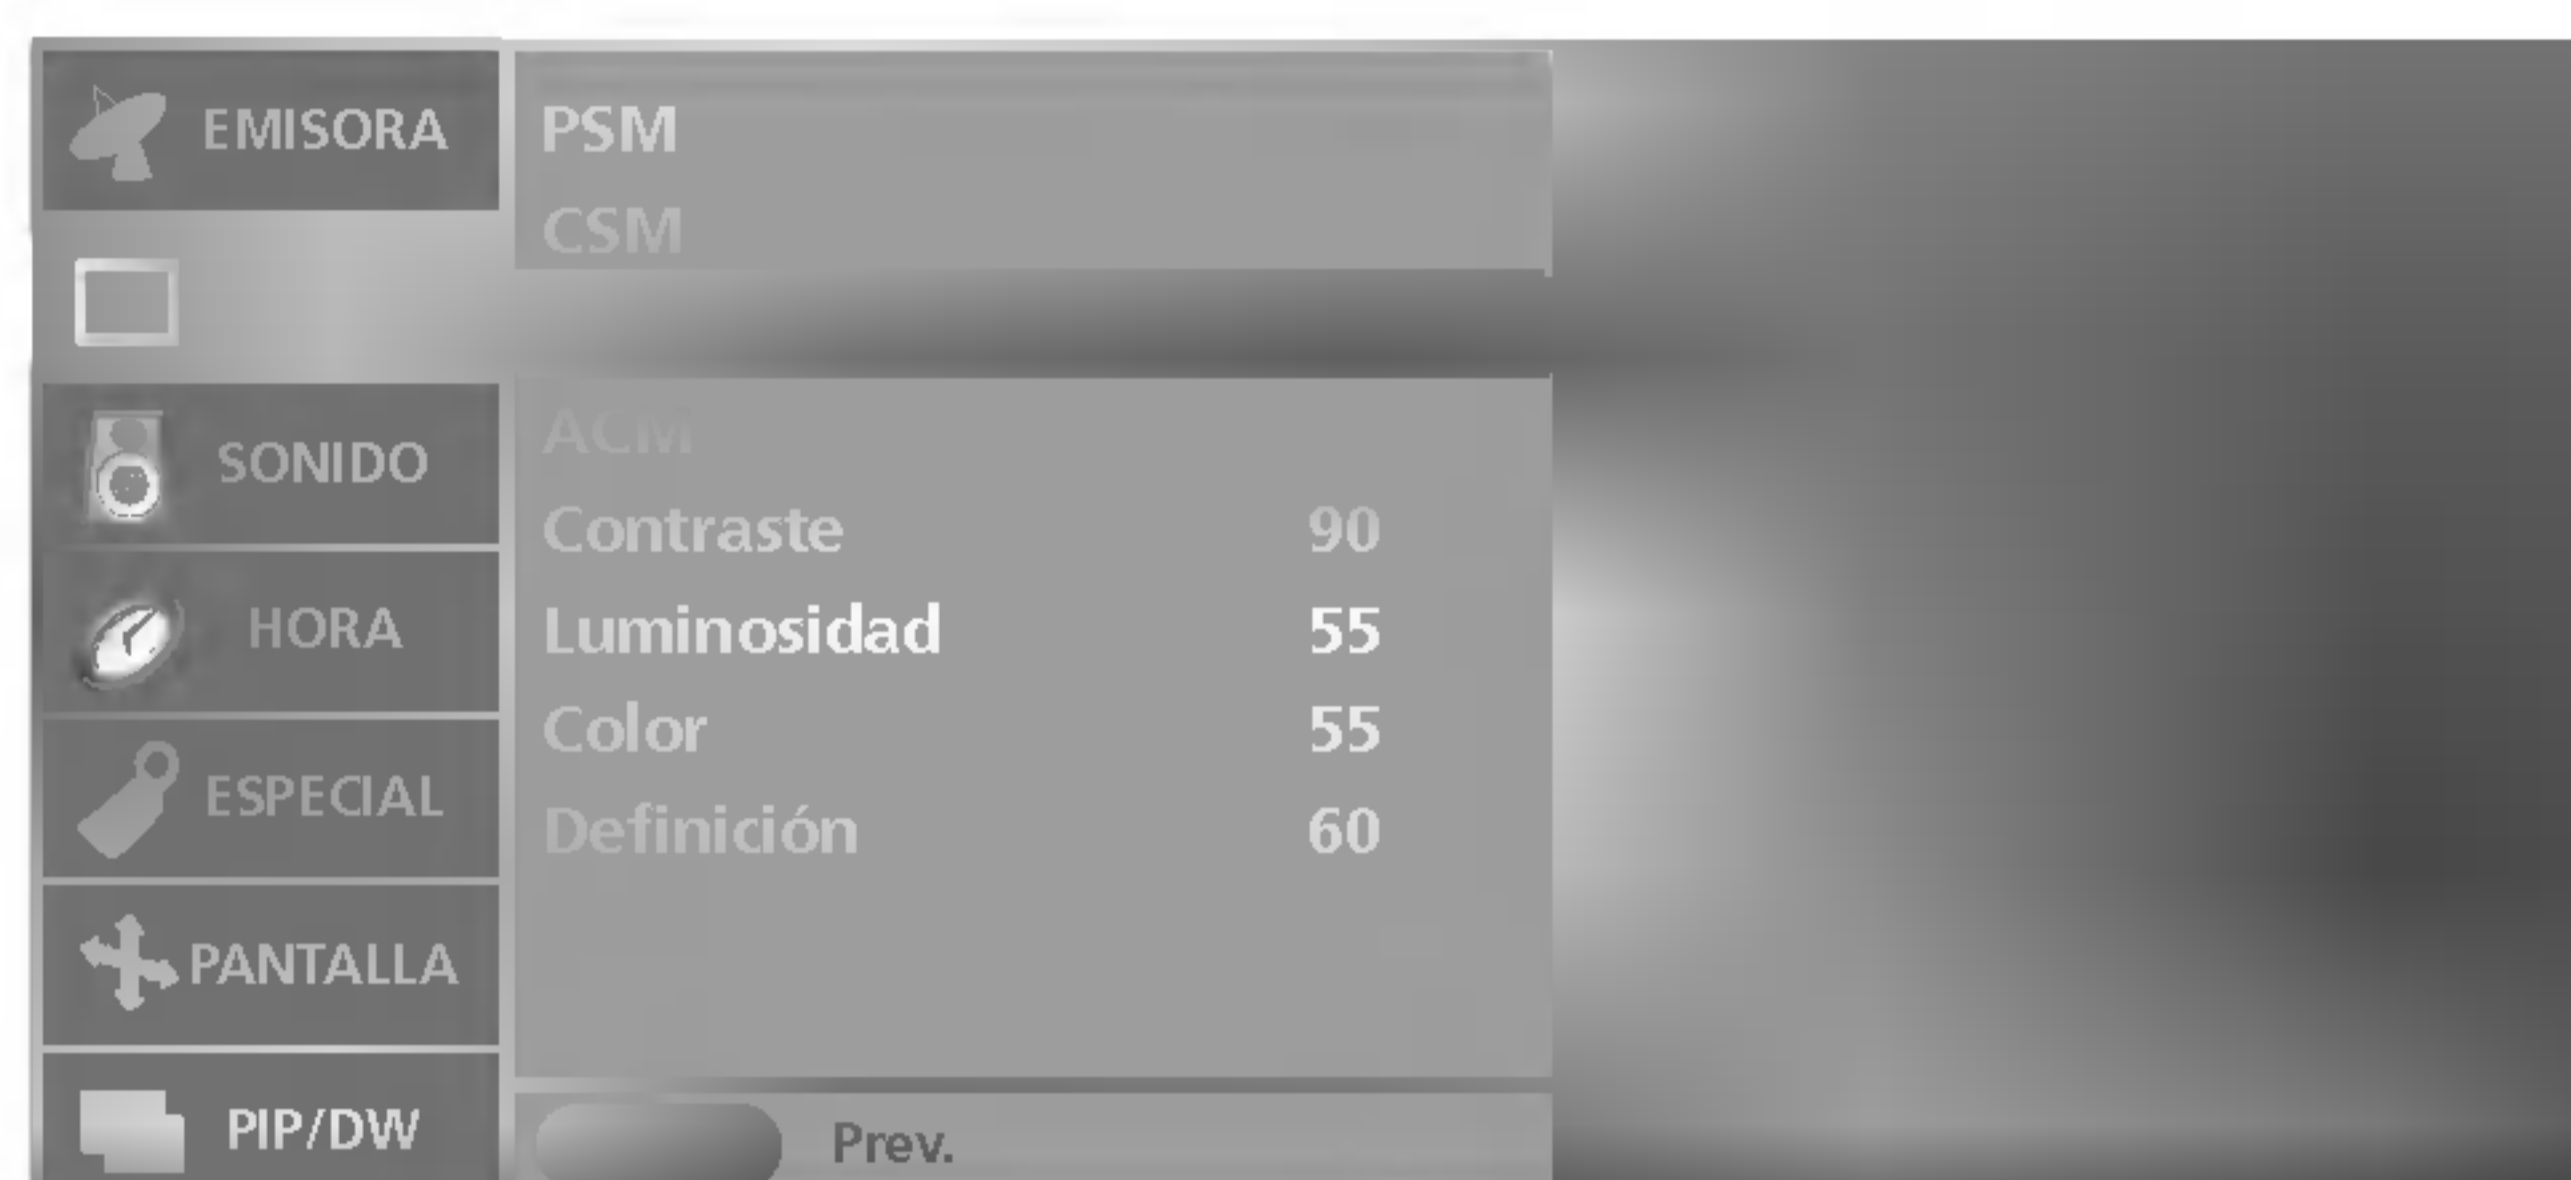 EMISORA
SONIDO
HORA
ESPECIAL
PANTALLA
PIP/DW
PSM
CSM
ACM
Contraste 90
Luminosidad 55
Color 55
Definición 60
Prev.